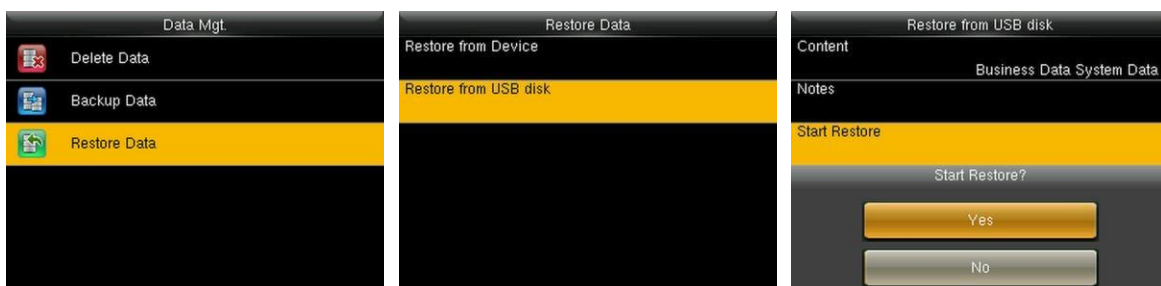 Data Mgt.
Delete Data
Backup Data
Restore Data
Restore Data
Restore from Device
Restore from USB disk
Restore from USB disk
Content
Business Data System Data
Notes
Start Restore
Start Restore?
Yes
No